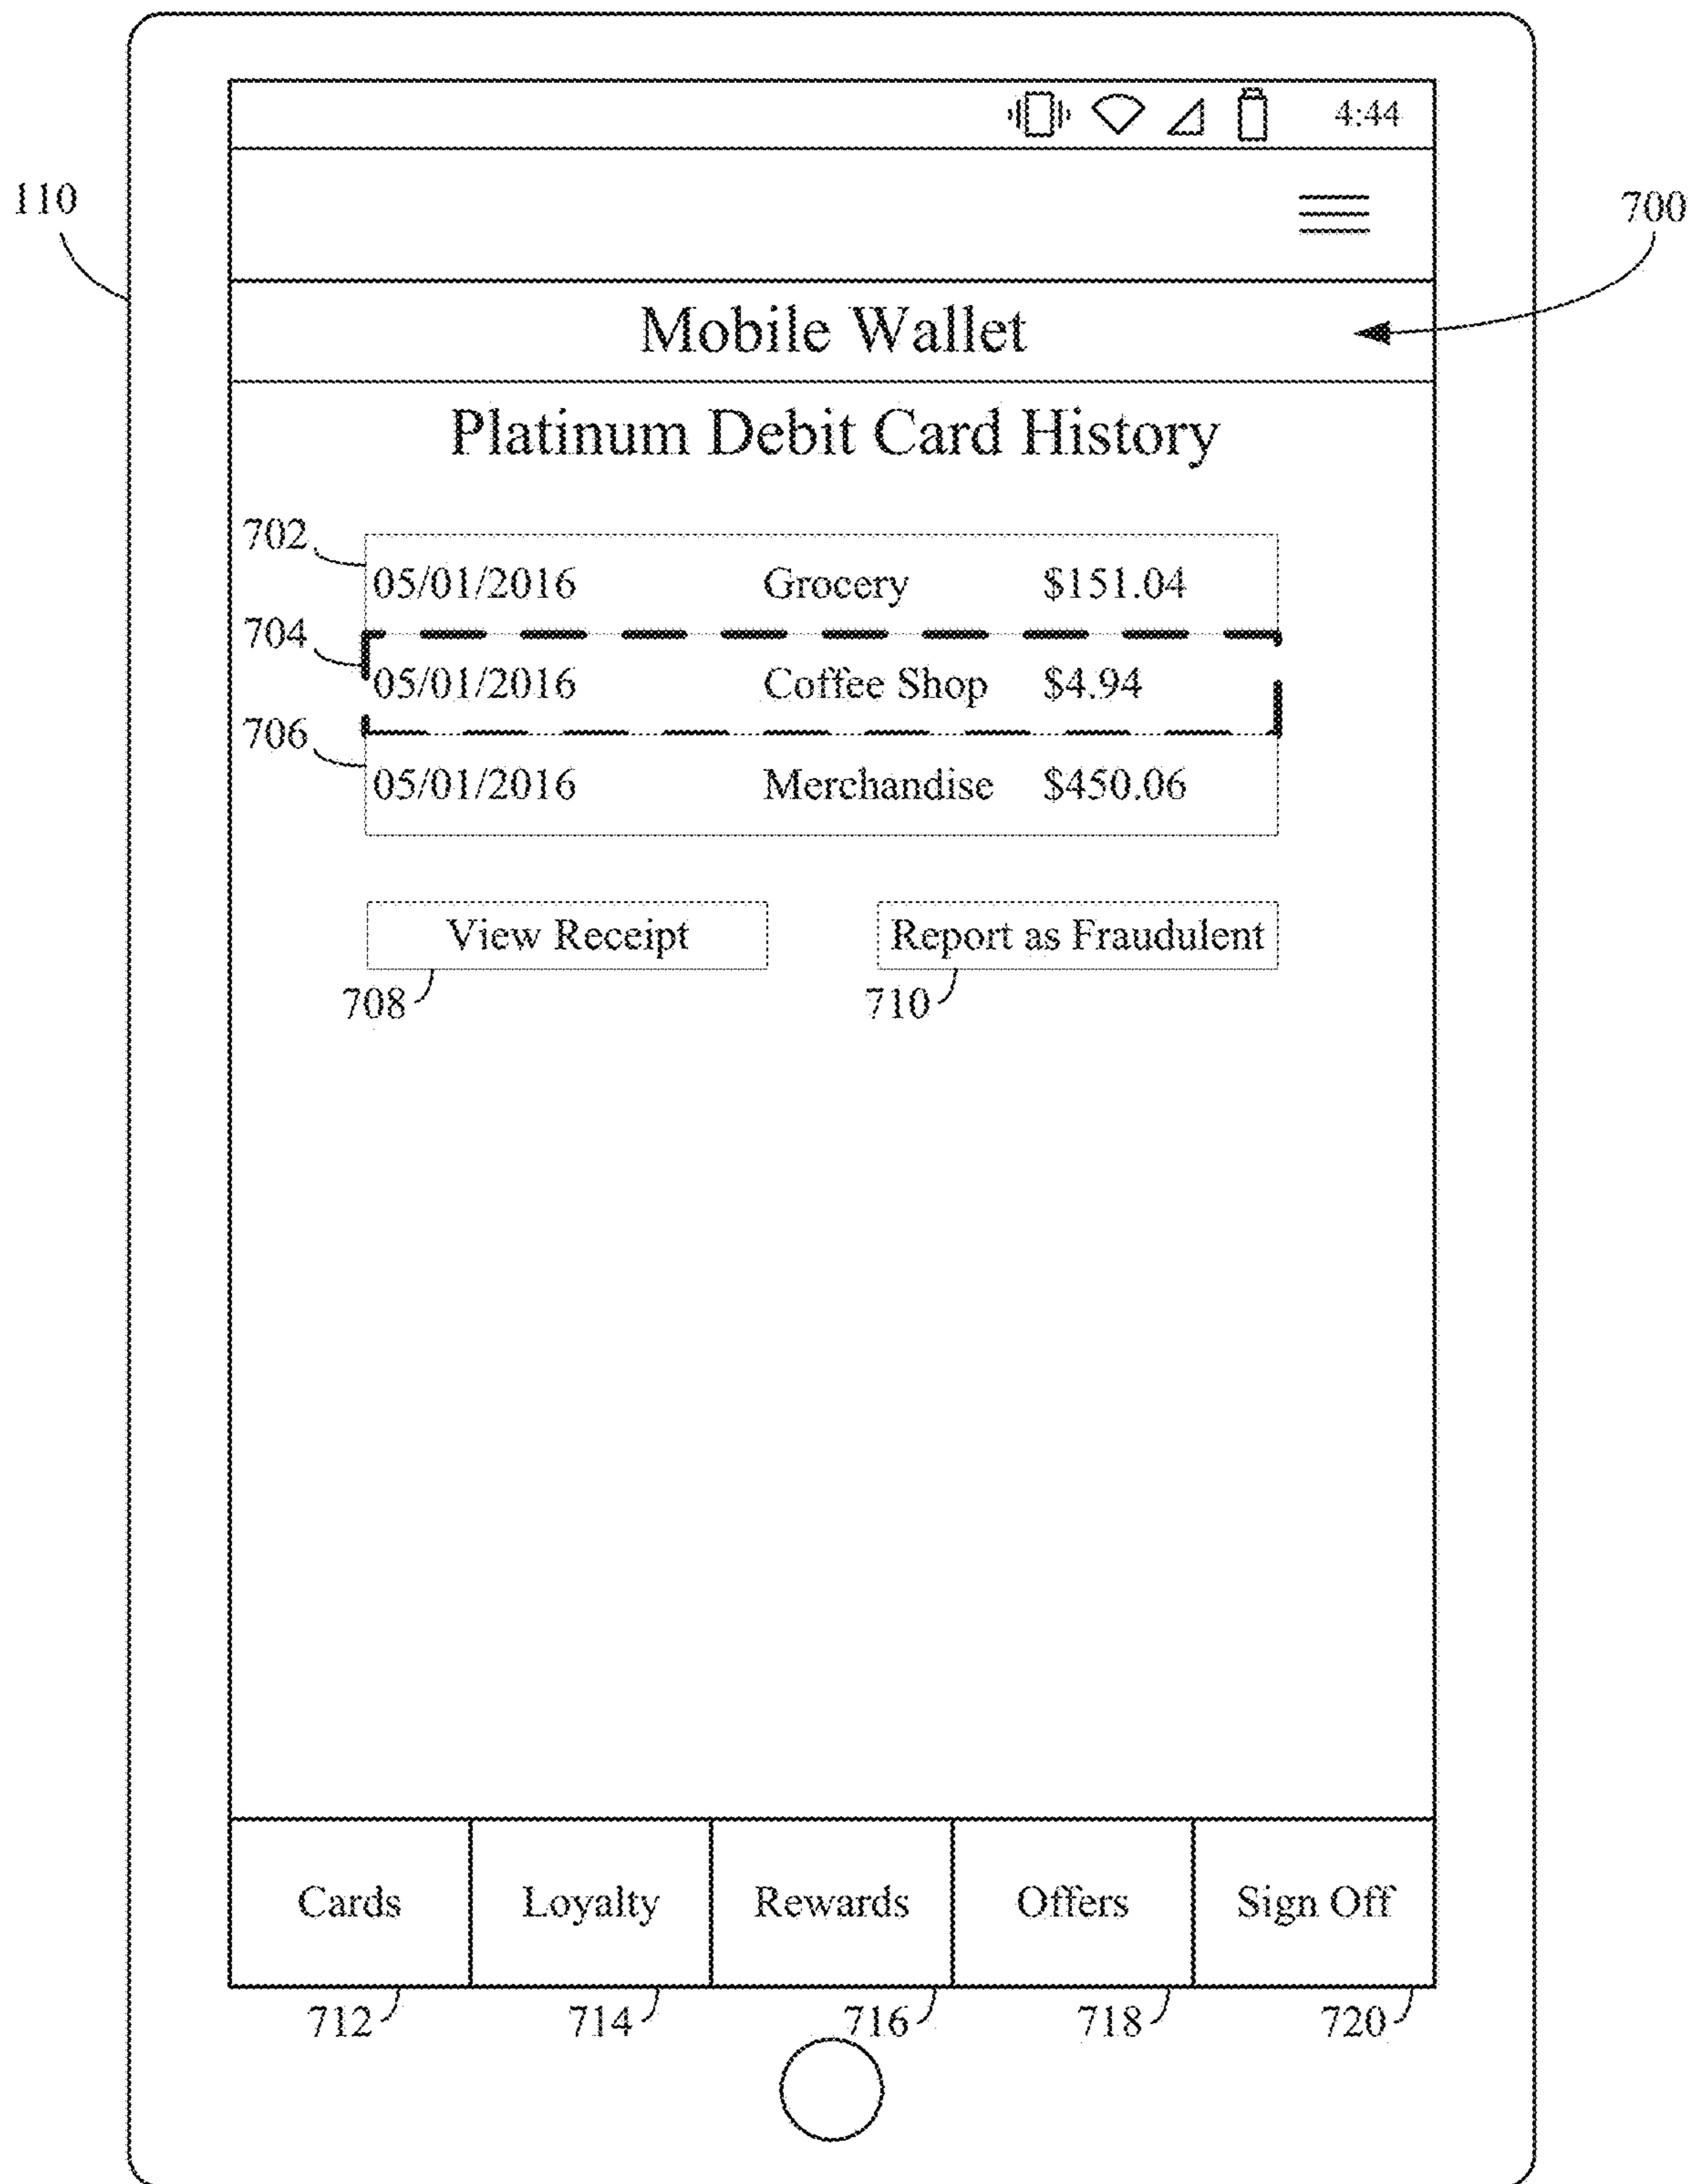 4:44
110
700
Mobile Wallet
Platinum Debit Card History
702
05/01/2016 Grocery $151.04
704
05/01/2016 Coffee Shop $4.94
706
05/01/2016 Merchandise $450.06
View Receipt Report as Fraudulent
708 710
Cards Loyalty Rewards Offers Sign Off
712 714 716 718 720